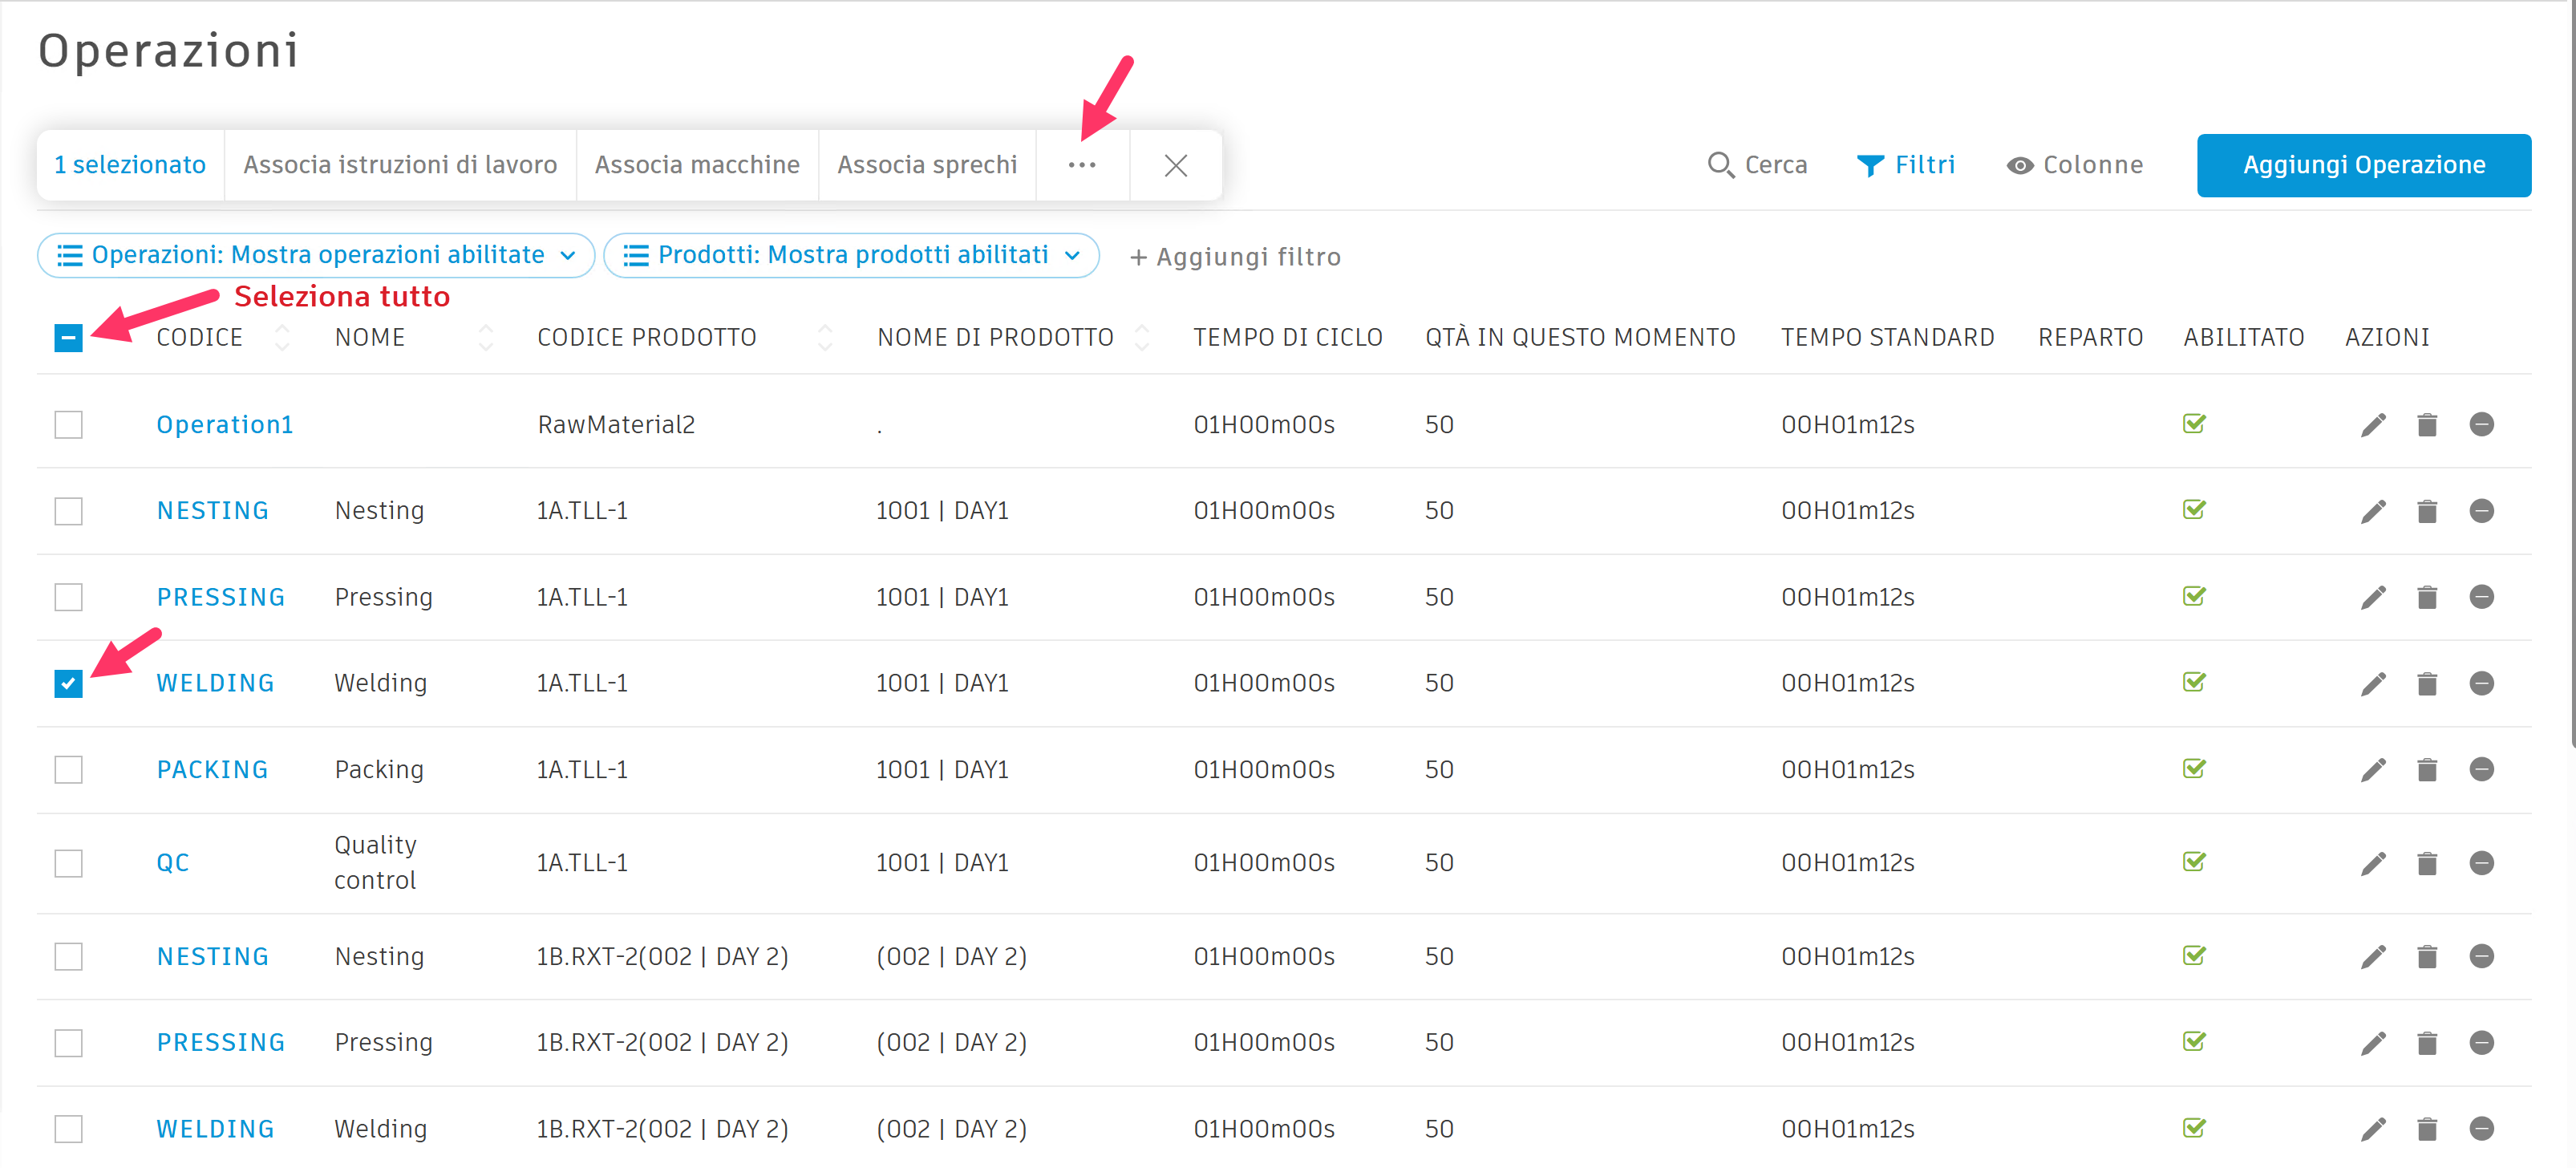 Operazioni
1 selezionato Associa istruzioni di lavoro Associa macchine Associa sprechi ... Cerca Filtri Colonne Aggiungi Operazione
Operazioni: Mostra operazioni abilitate Prodotti: Mostra prodotti abilitati + Aggiungi filtro
Seleziona tutto
CODICE NOME CODICE PRODOTTO NOME DI PRODOTTO TEMPO DI CICLO QTÀ IN QUESTO MOMENTO TEMPO STANDARD REPARTO ABILITATO AZIONI
Operation1 RawMaterial2 . 01H00m00s 50 00H01m12s
NESTING Nesting 1A.TLL-1 1001 | DAY1 01H00m00s 50 00H01m12s
PRESSING Pressing 1A.TLL-1 1001 | DAY1 01H00m00s 50 00H01m12s
WELDING Welding 1A.TLL-1 1001 | DAY1 01H00m00s 50 00H01m12s
PACKING Packing 1A.TLL-1 1001 | DAY1 01H00m00s 50 00H01m12s
QC Quality control 1A.TLL-1 1001 | DAY1 01H00m00s 50 00H01m12s
NESTING Nesting 1B.RXT-2(002 | DAY 2) (002 | DAY 2) 01H00m00s 50 00H01m12s
PRESSING Pressing 1B.RXT-2(002 | DAY 2) (002 | DAY 2) 01H00m00s 50 00H01m12s
WELDING Welding 1B.RXT-2(002 | DAY 2) (002 | DAY 2) 01H00m00s 50 00H01m12s